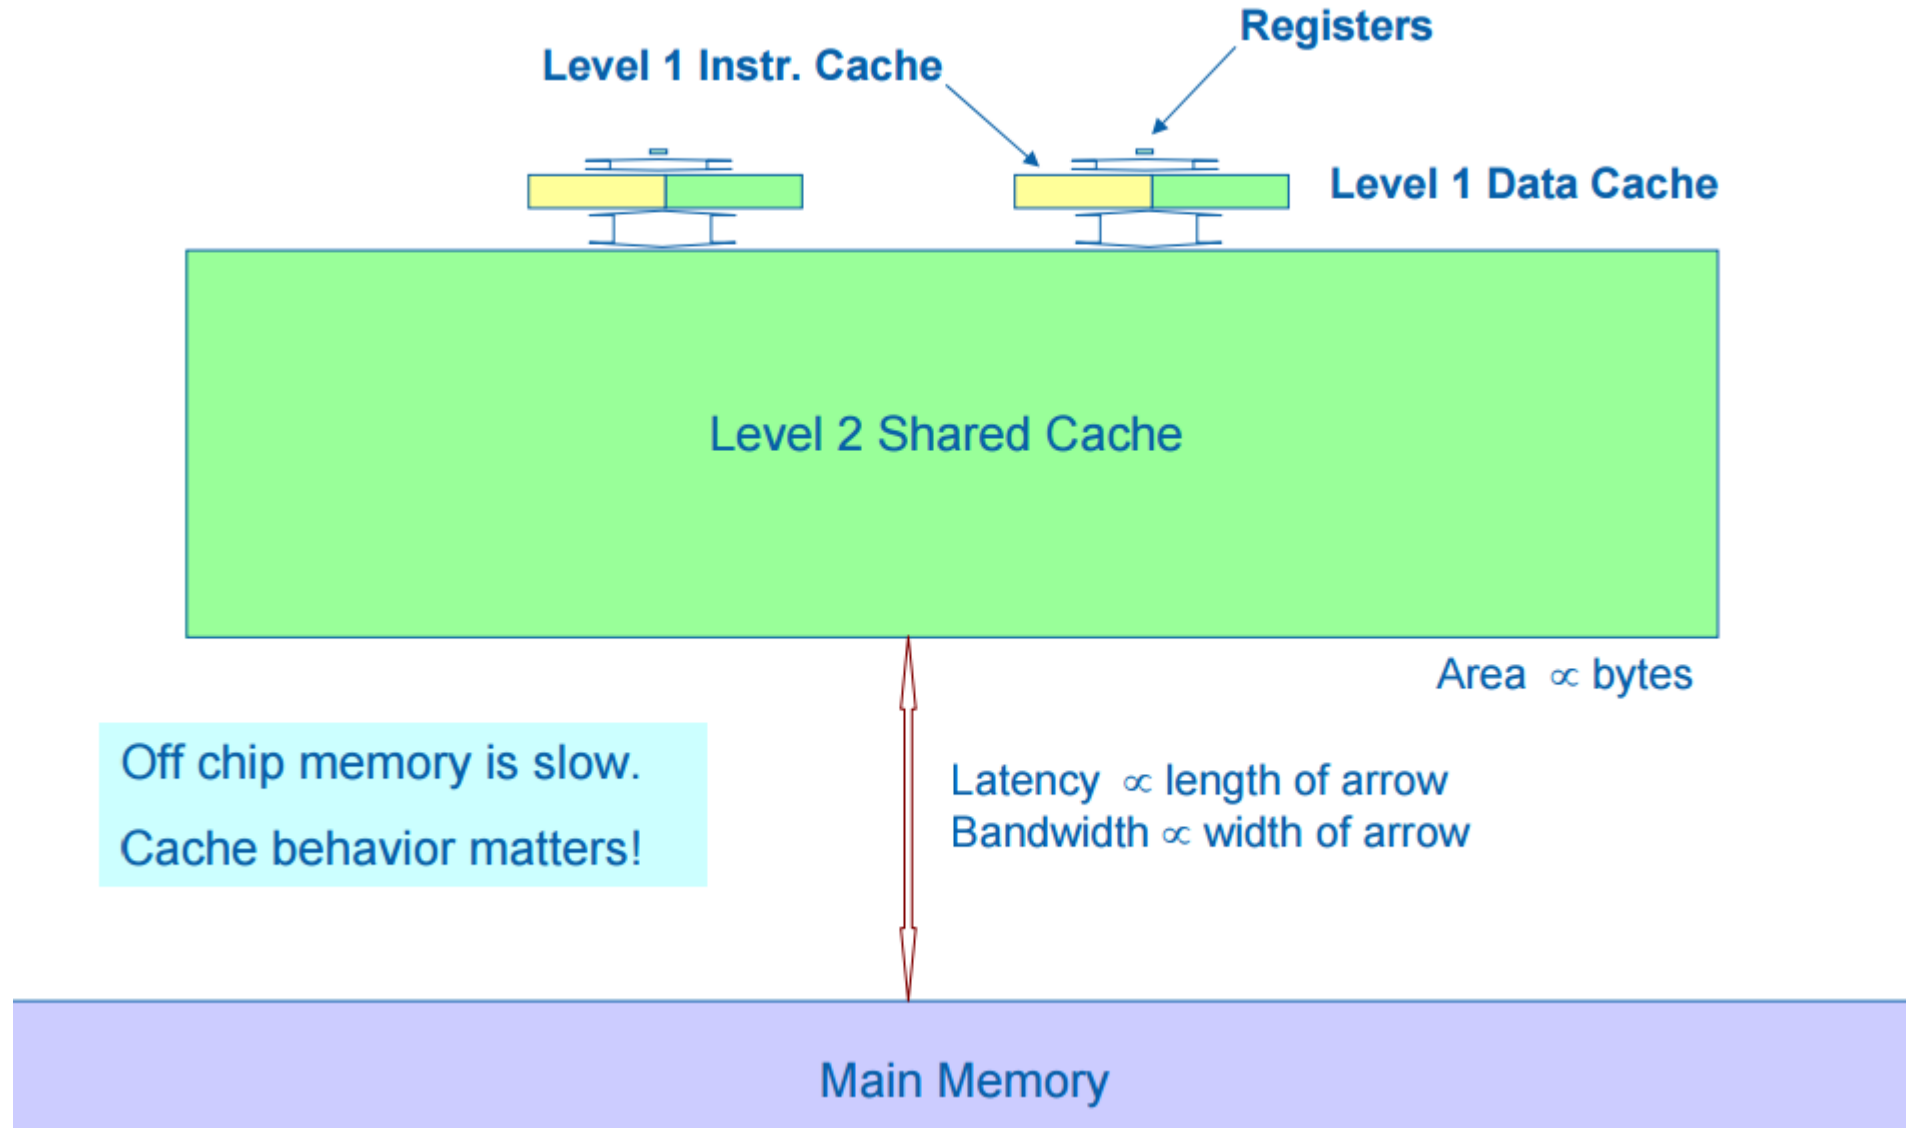 Registers
Level 1 Instr. Cache
Level 1 Data Cache
Level 2 Shared Cache
Area ∝ bytes
Off chip memory is slow.
Cache behavior matters!
Latency ∝ length of arrow
Bandwidth ∝ width of arrow
Main Memory